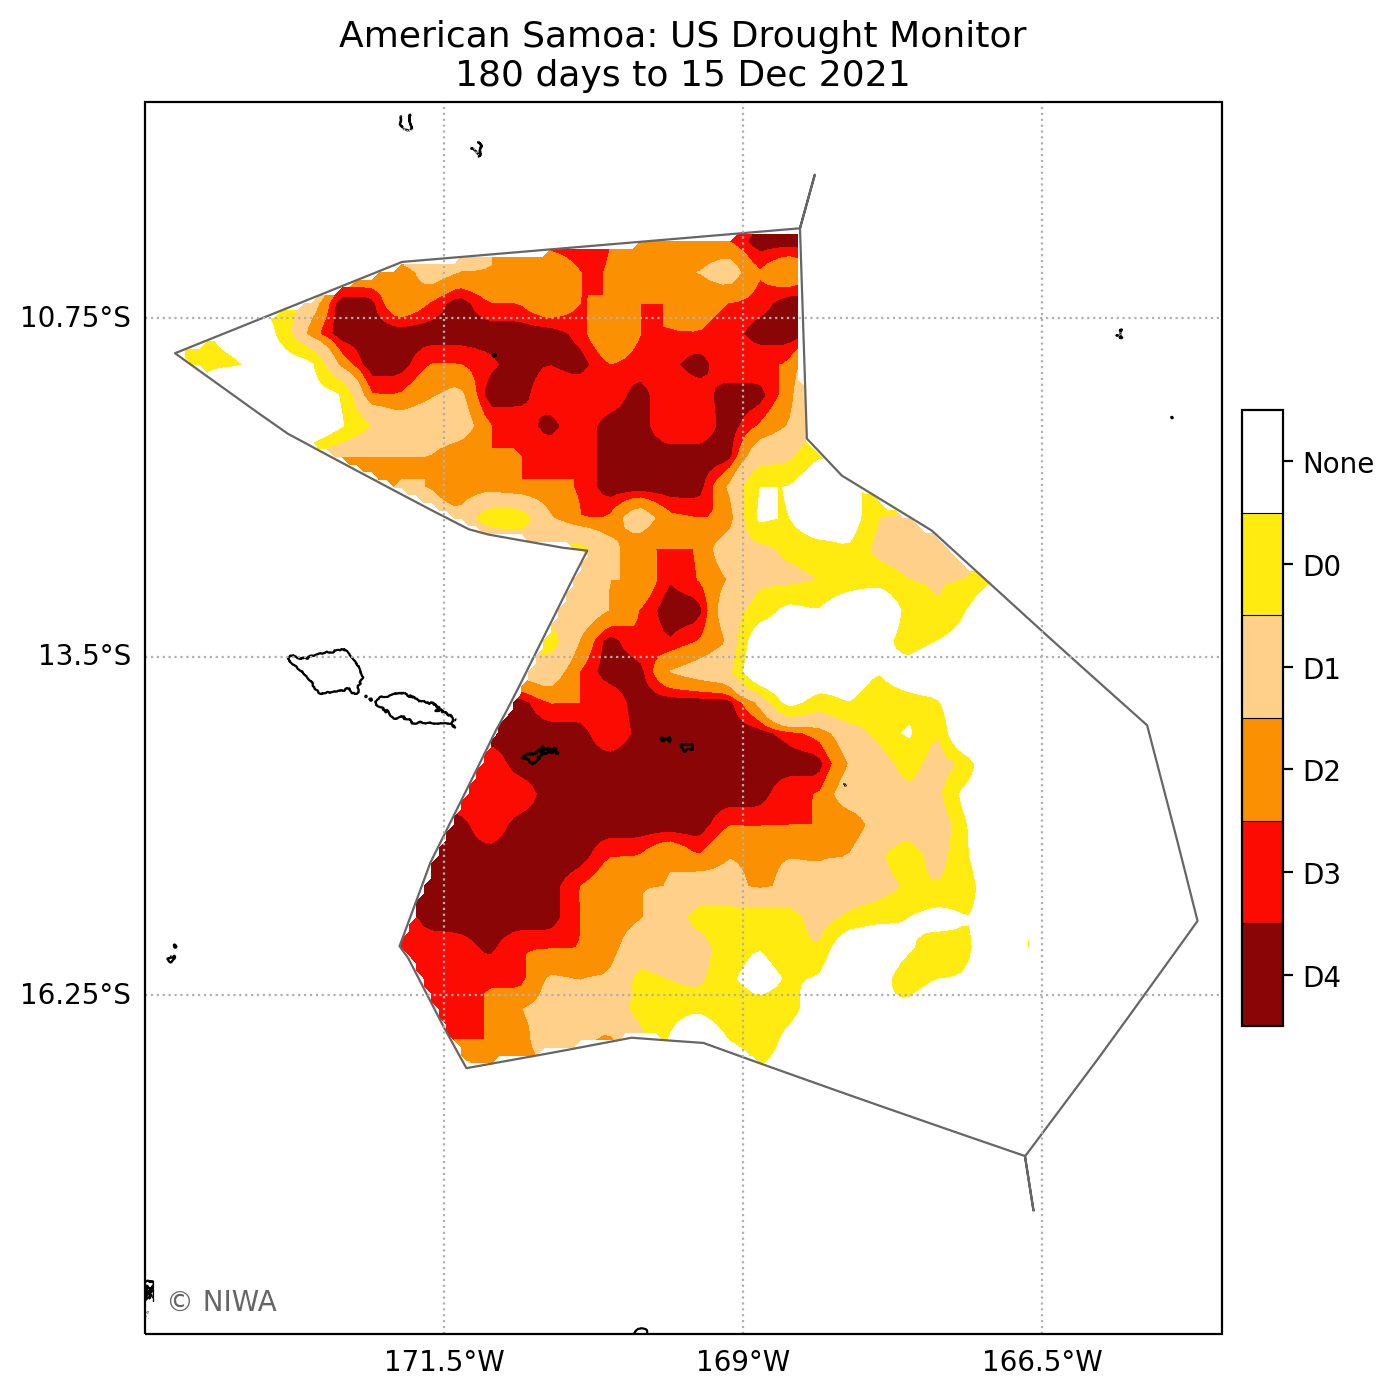 American Samoa: US Drought Monitor
180 days to 15 Dec 2021
10.75°S
13.5°S
16.25°S
171.5°W
169°W
166.5°W
None
D0
D1
D2
D3
D4
© NIWA